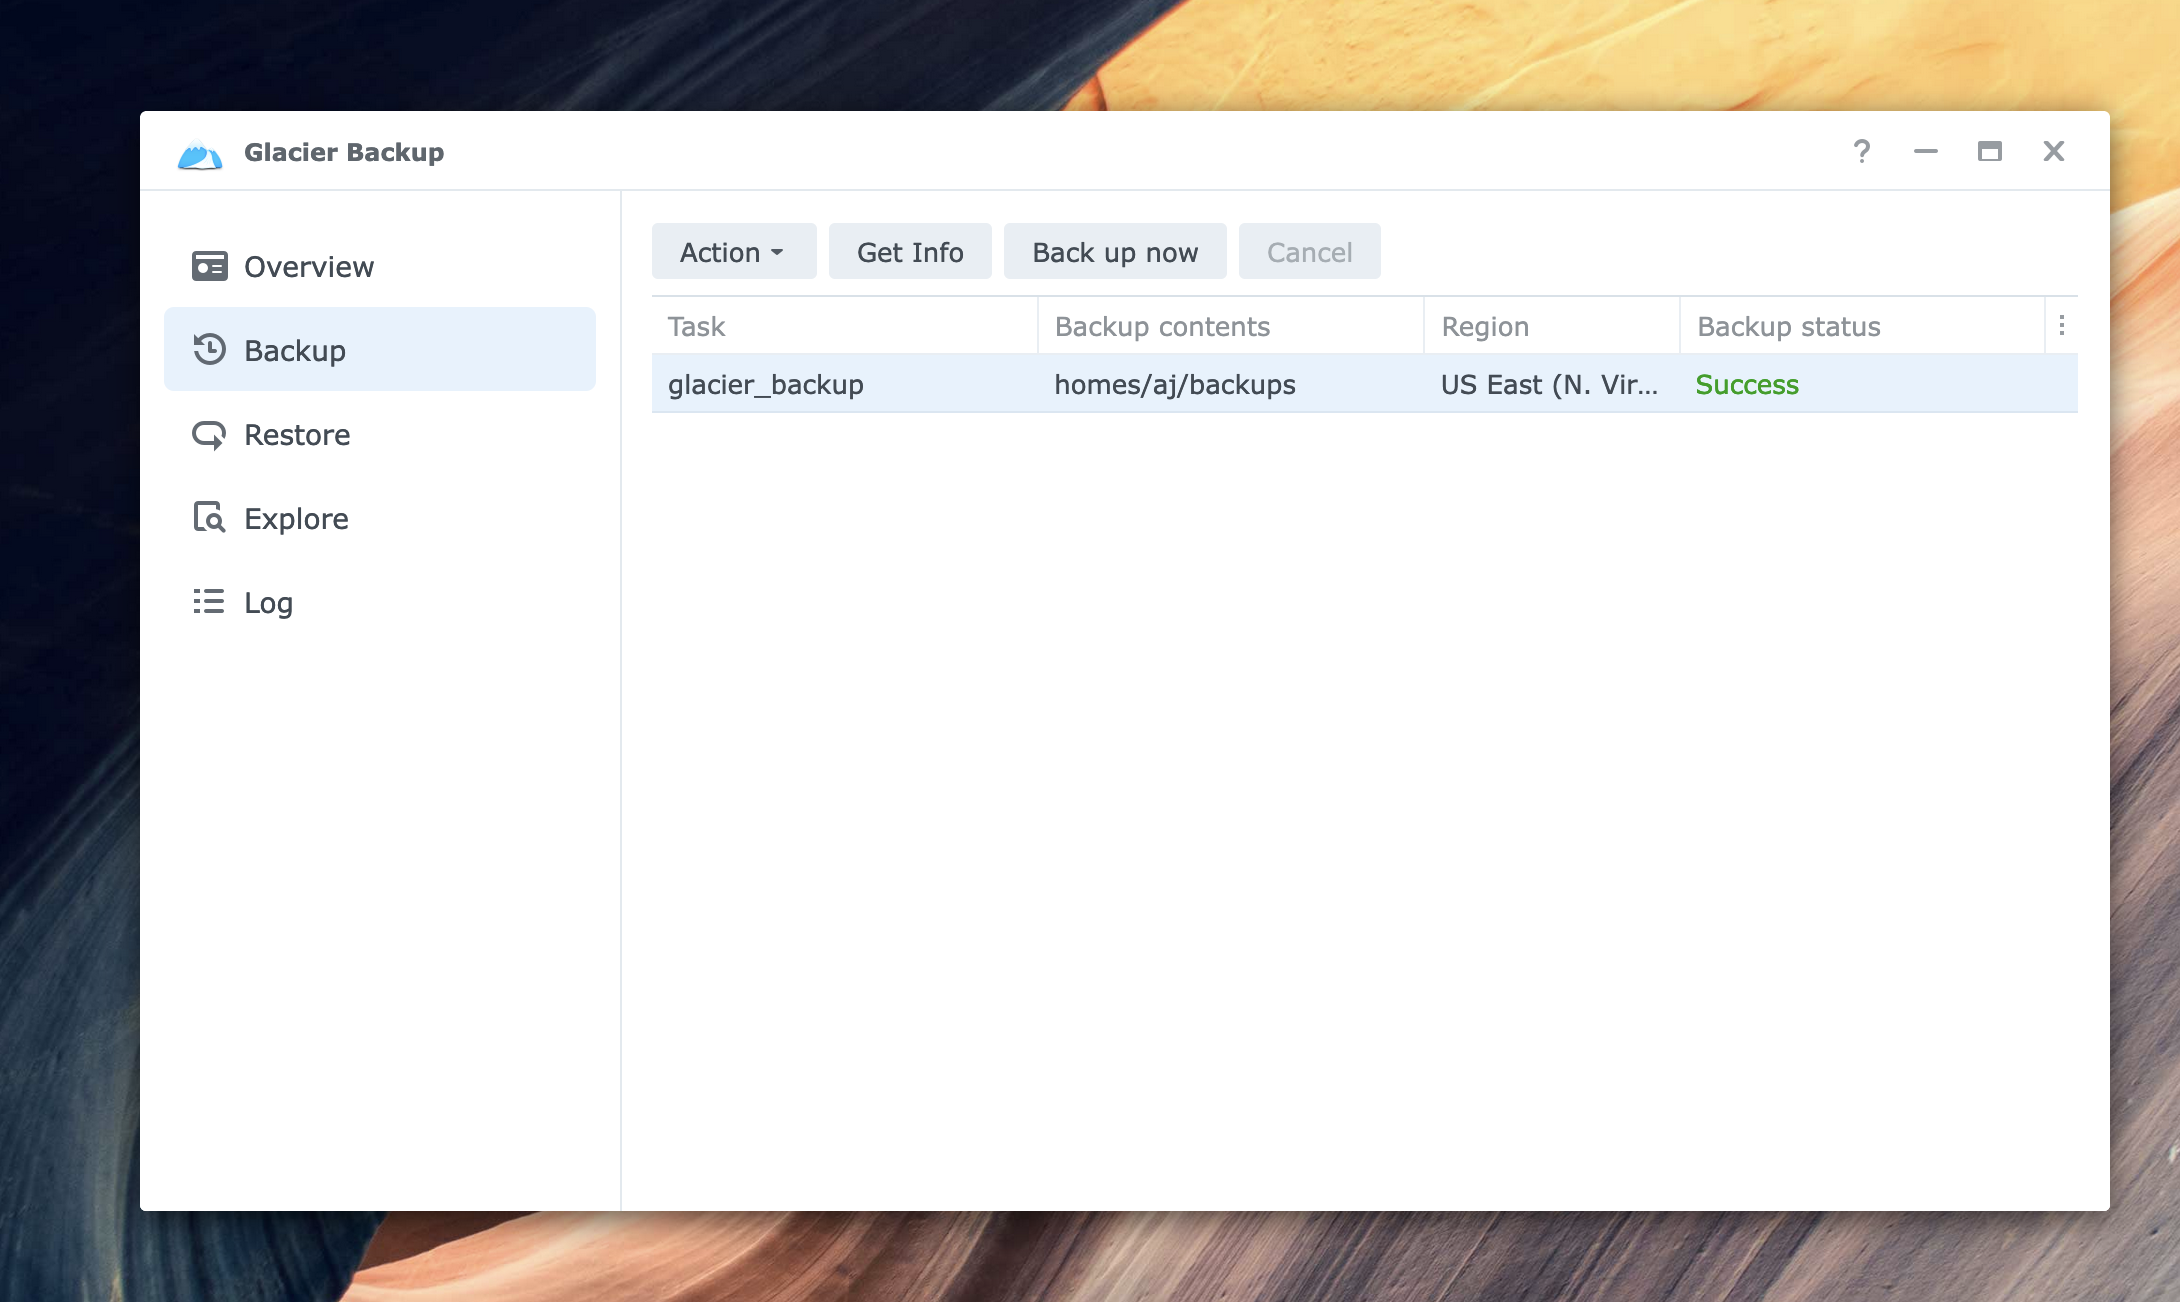 Glacier Backup
?
Overview
Backup
Restore
Explore
Log
Action
Get Info
Back up now
Cancel
Task
Backup contents
Region
Backup status
glacier_backup
homes/aj/backups
US East (N. Vir...
Success